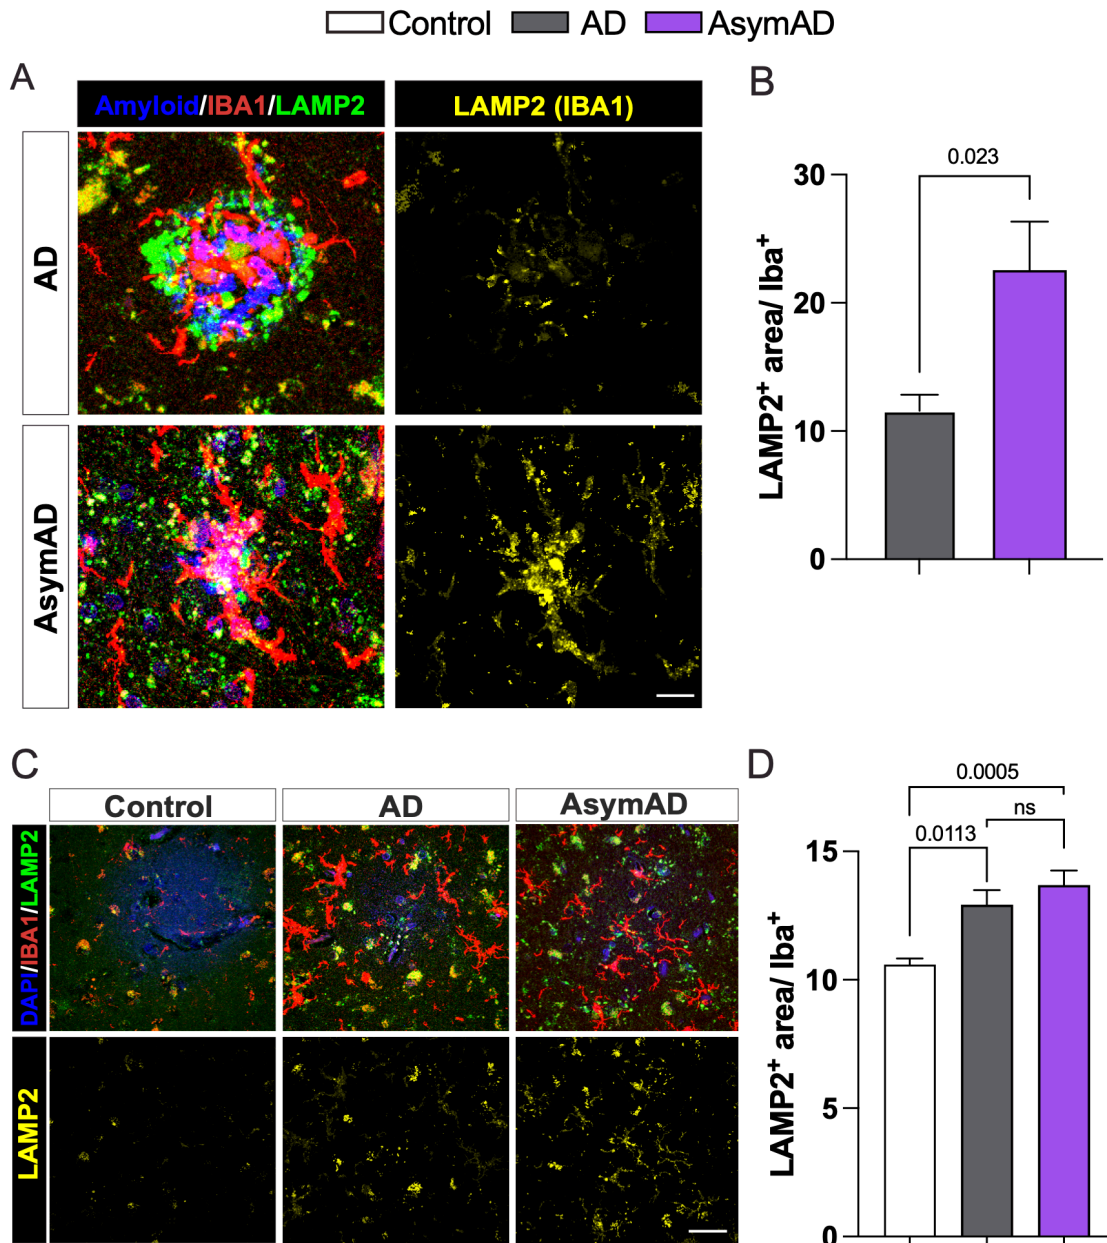 Control AD AsymAD
A
Amyloid/IBA1/LAMP2
LAMP2 (IBA1)
AD
AsymAD
B
0.023
30
20
10
0
LAMP2+ area/ Iba+
C
Control
AD
AsymAD
DAPI/IBA1/LAMP2
LAMP2
D
0.0005
ns
0.0113
15
10
5
0
LAMP2+ area/ Iba+